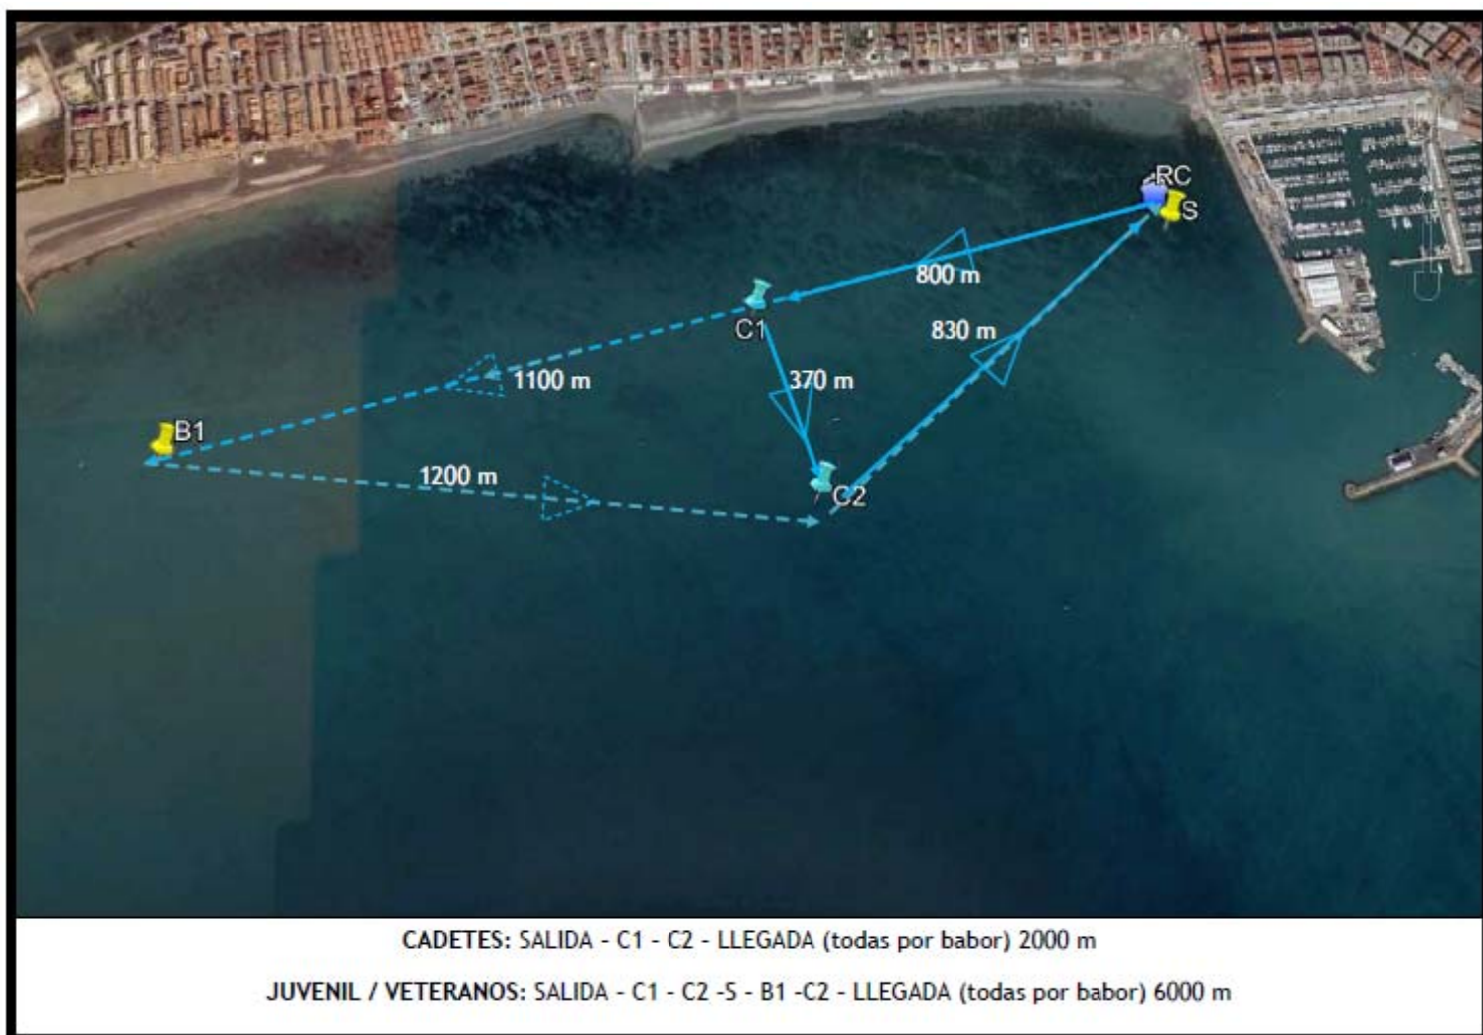 RC
S
800 m
C1
830 m
1100 m
370 m
B1
1200 m
C2
CADETES: SALIDA - C1 - C2 - LLEGADA (todas por babor) 2000 m
JUVENIL / VETERANOS: SALIDA - C1 - C2 -S - B1 -C2 - LLEGADA (todas por babor) 6000 m